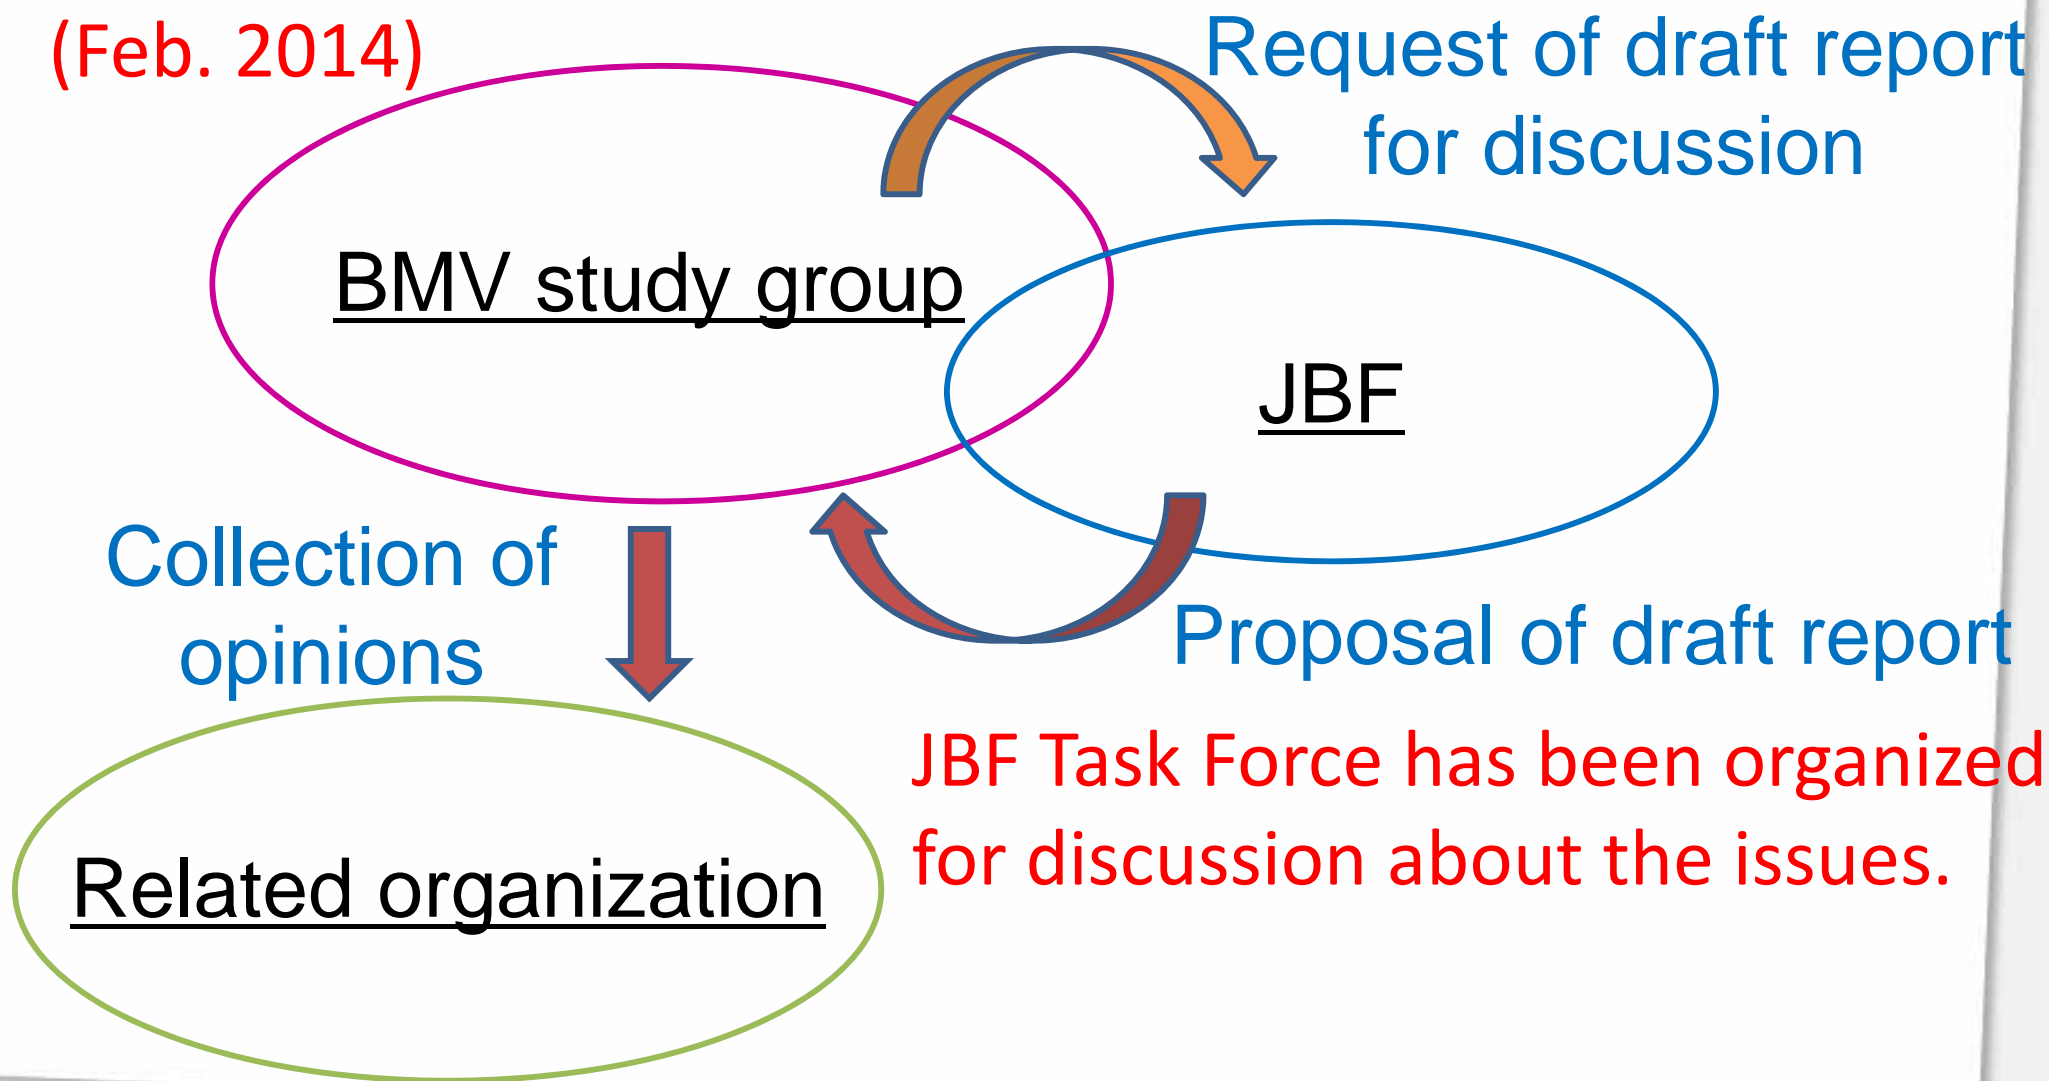 (Feb. 2014)
Request of draft report
for discussion
BMV study group
JBF
Collection of
opinions
Proposal of draft report
JBF Task Force has been organized
for discussion about the issues.
Related organization